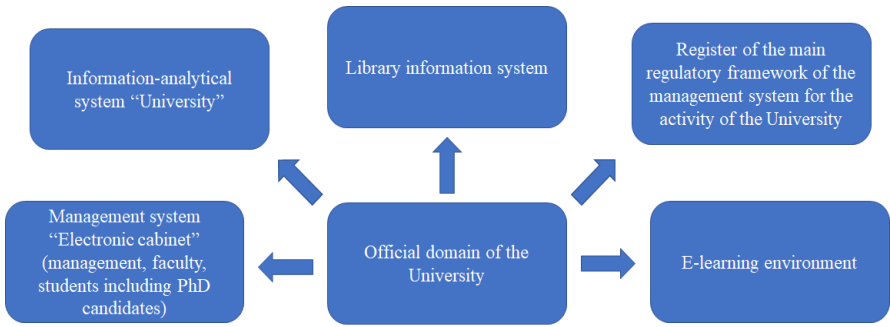 Information-analytical
system “University”
Library information system
Register of the main
regulatory framework of the
management system for the
activity of the University
Management system
“Electronic cabinet”
(management, faculty,
students including PhD
candidates)
Official domain of the
University
E-learning environment